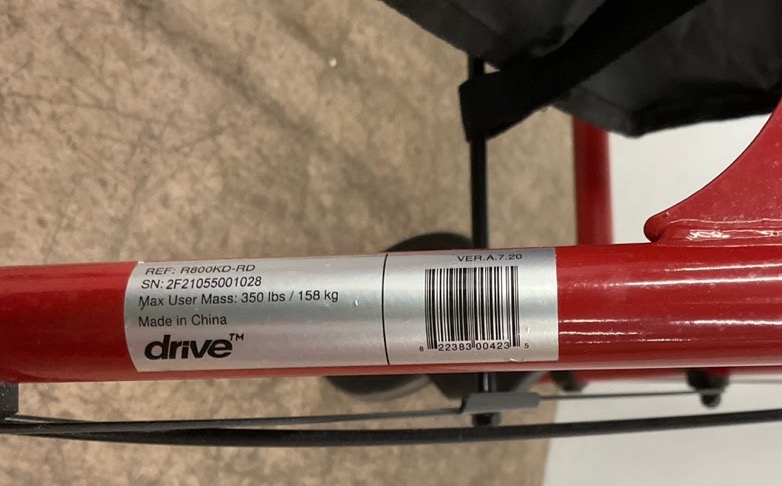 REF: R800KD-RD
SN: 2F21055001028
Max User Mass: 350 lbs / 158 kg
Made in China
drive™
VER.A.7.20
8 22383 00423 5